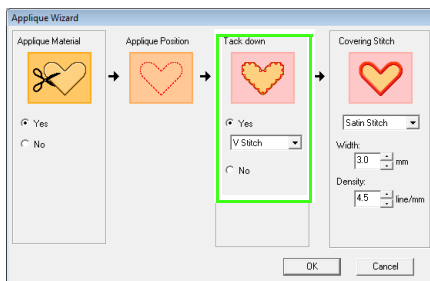 Applique Wizard
Applique Material
Applique Position
Tack down
Covering Stitch
Yes
No
Yes
V Stitch
No
Satin Stitch
Width:
3.0 mm
Density:
4.5 line/mm
OK
Cancel